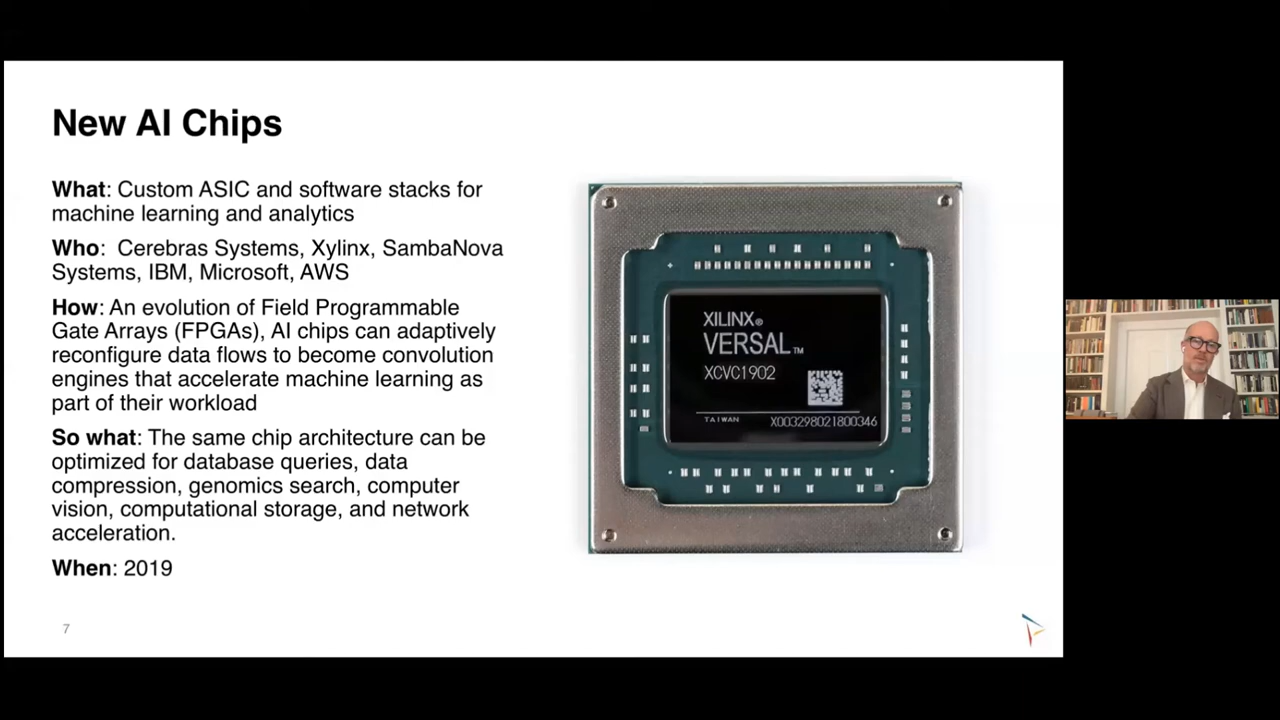 New AI Chips
What: Custom ASIC and software stacks for
machine learning and analytics
Who:  Cerebras Systems, Xylinx, SambaNova
Systems, IBM, Microsoft, AWS
How: An evolution of Field Programmable
Gate Arrays (FPGAs), AI chips can adaptively
reconfigure data flows to become convolution
engines that accelerate machine learning as
part of their workload
So what: The same chip architecture can be
optimized for database queries, data
compression, genomics search, computer
vision, computational storage, and network
acceleration.
When: 2019
XILINX®
VERSAL™
XCVC1902
TAIWAN X003298021800346
7